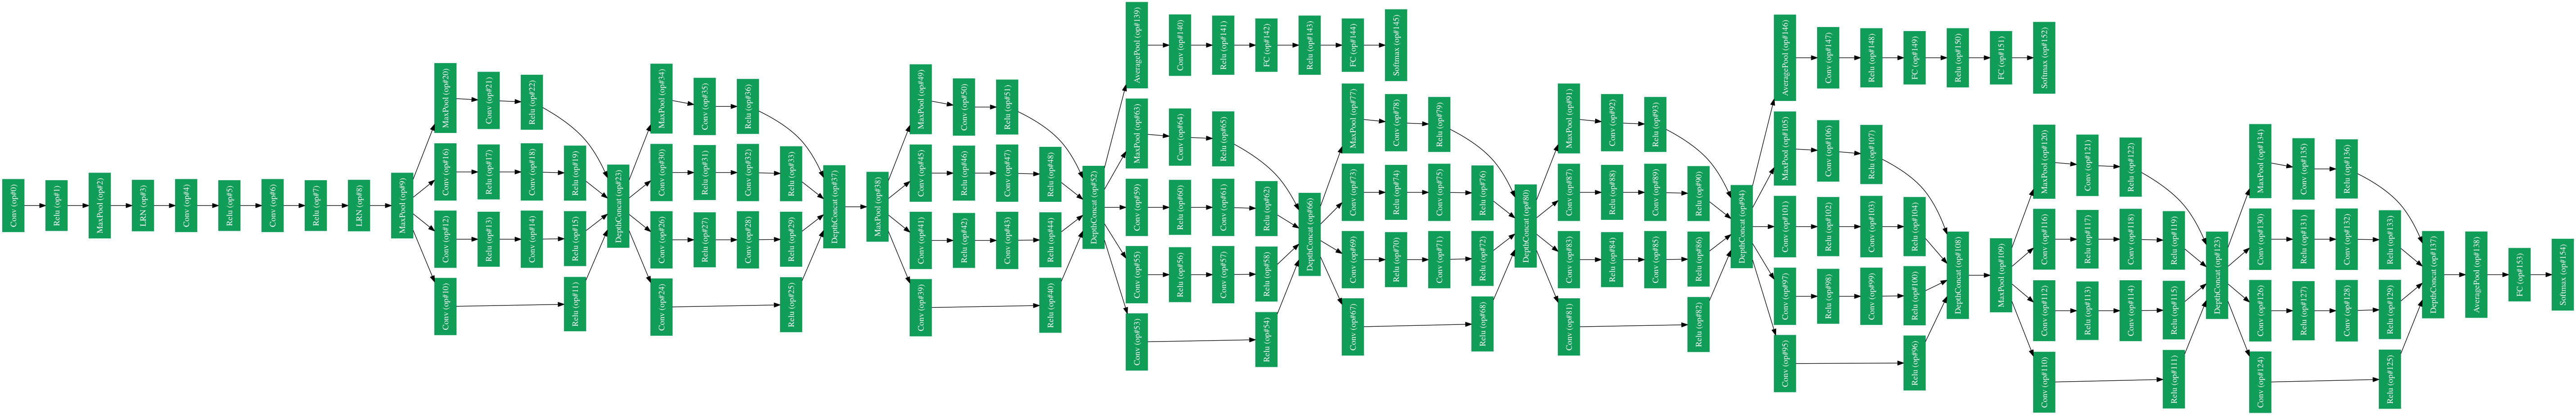 Conv (op#0)
Relu (op#1)
MaxPool (op#2)
LRN (op#3)
Conv (op#4)
Relu (op#5)
Conv (op#6)
Relu (op#7)
LRN (op#8)
MaxPool (op#9)
Conv (op#10)
Relu (op#11)
Conv (op#12)
Relu (op#13)
Conv (op#14)
Relu (op#15)
Conv (op#16)
Relu (op#17)
Conv (op#18)
Relu (op#19)
MaxPool (op#20)
Conv (op#21)
Relu (op#22)
DepthConcat (op#23)
Conv (op#24)
Relu (op#25)
Conv (op#26)
Relu (op#27)
Conv (op#28)
Relu (op#29)
Conv (op#30)
Relu (op#31)
Conv (op#32)
Relu (op#33)
MaxPool (op#34)
Conv (op#35)
Relu (op#36)
DepthConcat (op#37)
MaxPool (op#38)
Conv (op#39)
Relu (op#40)
Conv (op#41)
Relu (op#42)
Conv (op#43)
Relu (op#44)
Conv (op#45)
Relu (op#46)
Conv (op#47)
Relu (op#48)
MaxPool (op#49)
Conv (op#50)
Relu (op#51)
DepthConcat (op#52)
Conv (op#53)
Relu (op#54)
Conv (op#55)
Relu (op#56)
Conv (op#57)
Relu (op#58)
Conv (op#59)
Relu (op#60)
Conv (op#61)
Relu (op#62)
MaxPool (op#63)
Conv (op#64)
Relu (op#65)
DepthConcat (op#66)
Conv (op#67)
Relu (op#68)
Conv (op#69)
Relu (op#70)
Conv (op#71)
Relu (op#72)
Conv (op#73)
Relu (op#74)
Conv (op#75)
Relu (op#76)
MaxPool (op#77)
Conv (op#78)
Relu (op#79)
DepthConcat (op#80)
Conv (op#81)
Relu (op#82)
Conv (op#83)
Relu (op#84)
Conv (op#85)
Relu (op#86)
Conv (op#87)
Relu (op#88)
Conv (op#89)
Relu (op#90)
MaxPool (op#91)
Conv (op#92)
Relu (op#93)
DepthConcat (op#94)
Conv (op#95)
Relu (op#96)
Conv (op#97)
Relu (op#98)
Conv (op#99)
Relu (op#100)
Conv (op#101)
Relu (op#102)
Conv (op#103)
Relu (op#104)
MaxPool (op#105)
Conv (op#106)
Relu (op#107)
DepthConcat (op#108)
MaxPool (op#109)
Conv (op#110)
Relu (op#111)
Conv (op#112)
Relu (op#113)
Conv (op#114)
Relu (op#115)
Conv (op#116)
Relu (op#117)
Conv (op#118)
Relu (op#119)
MaxPool (op#120)
Conv (op#121)
Relu (op#122)
DepthConcat (op#123)
Conv (op#124)
Relu (op#125)
Conv (op#126)
Relu (op#127)
Conv (op#128)
Relu (op#129)
Conv (op#130)
Relu (op#131)
Conv (op#132)
Relu (op#133)
MaxPool (op#134)
Conv (op#135)
Relu (op#136)
DepthConcat (op#137)
AveragePool (op#138)
AveragePool (op#139)
Conv (op#140)
Relu (op#141)
FC (op#142)
Relu (op#143)
FC (op#144)
Softmax (op#145)
AveragePool (op#146)
Conv (op#147)
Relu (op#148)
FC (op#149)
Relu (op#150)
FC (op#151)
Softmax (op#152)
FC (op#153)
Softmax (op#154)